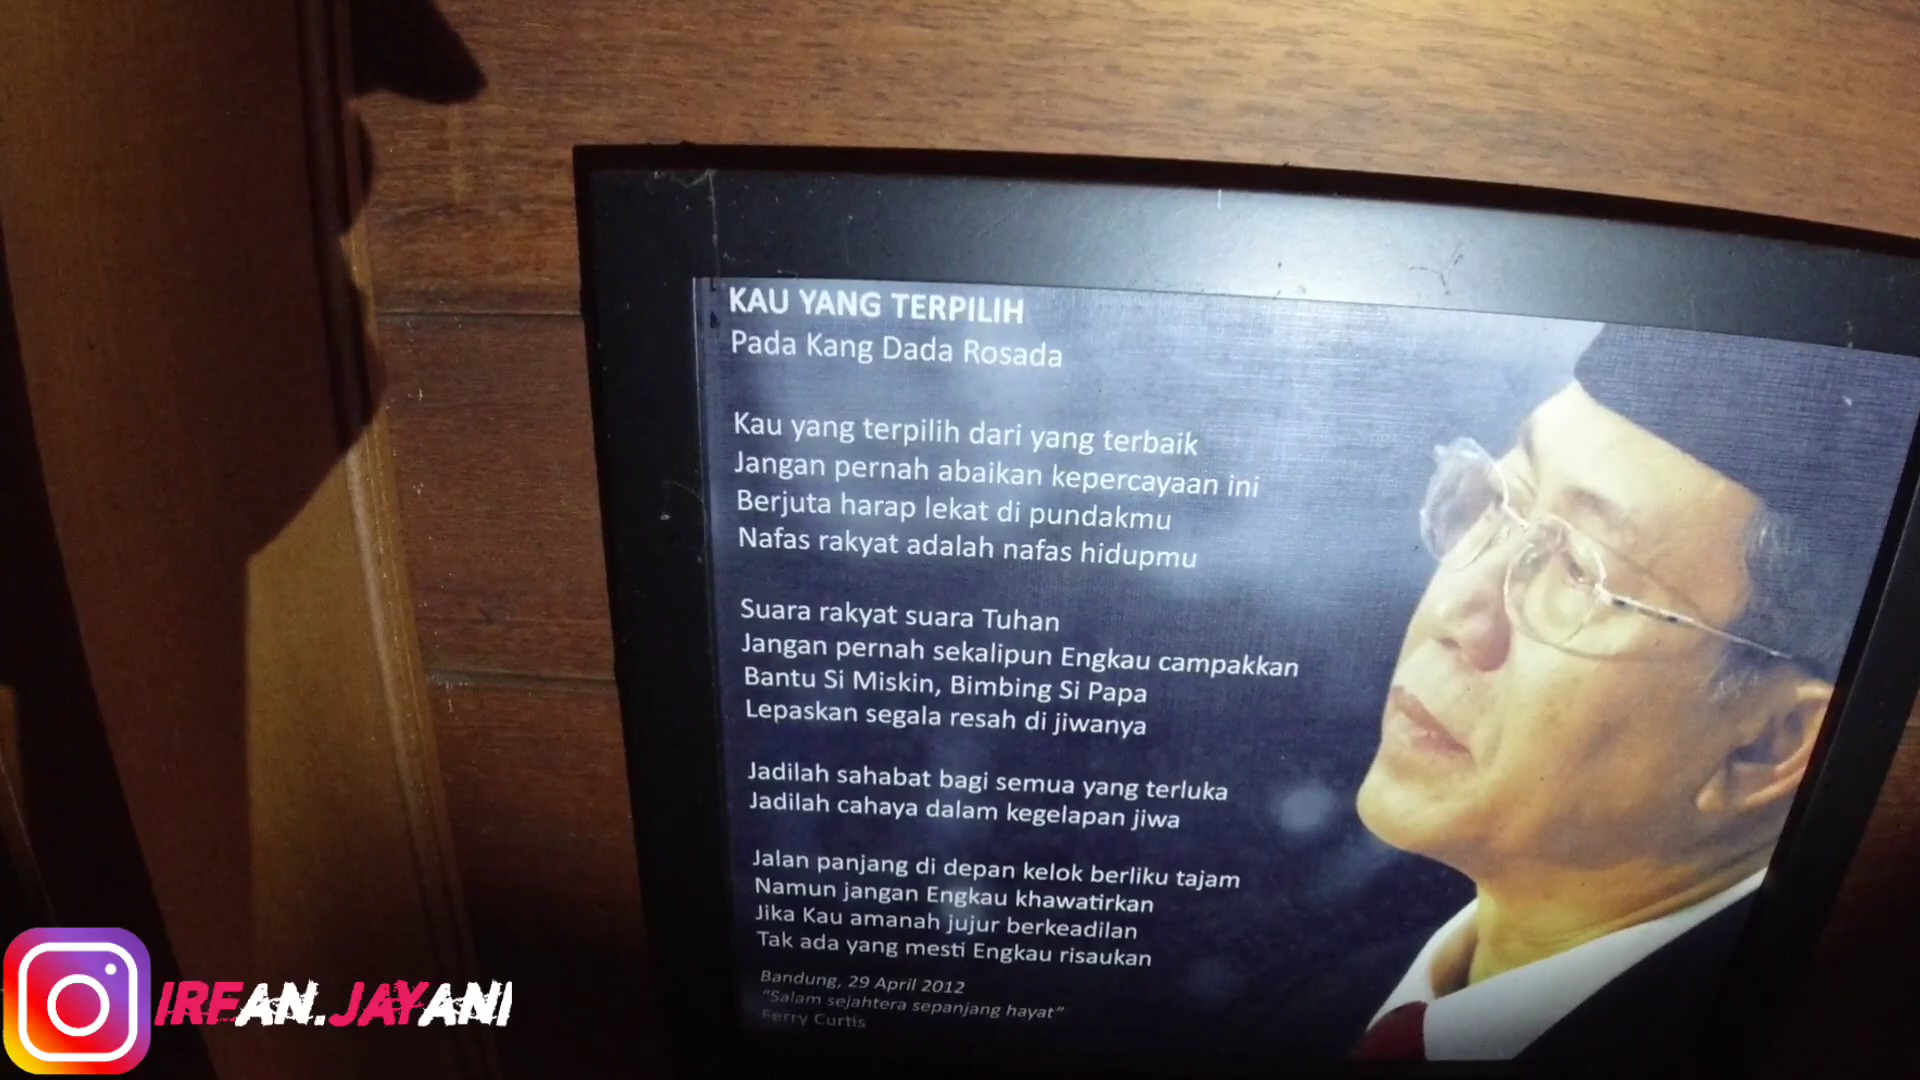 KAU YANG TERPILIH
Pada Kang Dada Rosada
Kau yang terpilih dari yang terbaik
Jangan pernah abaikan kepercayaan ini
Berjuta harap lekat di pundakmu
Nafas rakyat adalah nafas hidupmu
Suara rakyat suara Tuhan
Jangan pernah sekalipun Engkau campakkan
Bantu Si Miskin, Bimbing Si Papa
Lepaskan segala resah di jiwanya
Jadilah sahabat bagi semua yang terluka
Jadilah cahaya dalam kegelapan jiwa
Jalan panjang di depan kelok berliku tajam
Namun jangan Engkau khawatirkan
Jika Kau amanah jujur berkeadilan
Tak ada yang mesti Engkau risaukan
Bandung, 29 April 2012
"Salam sejahtera sepanjang hayat"
Ferry Curtis
IRFAN.JAYANI